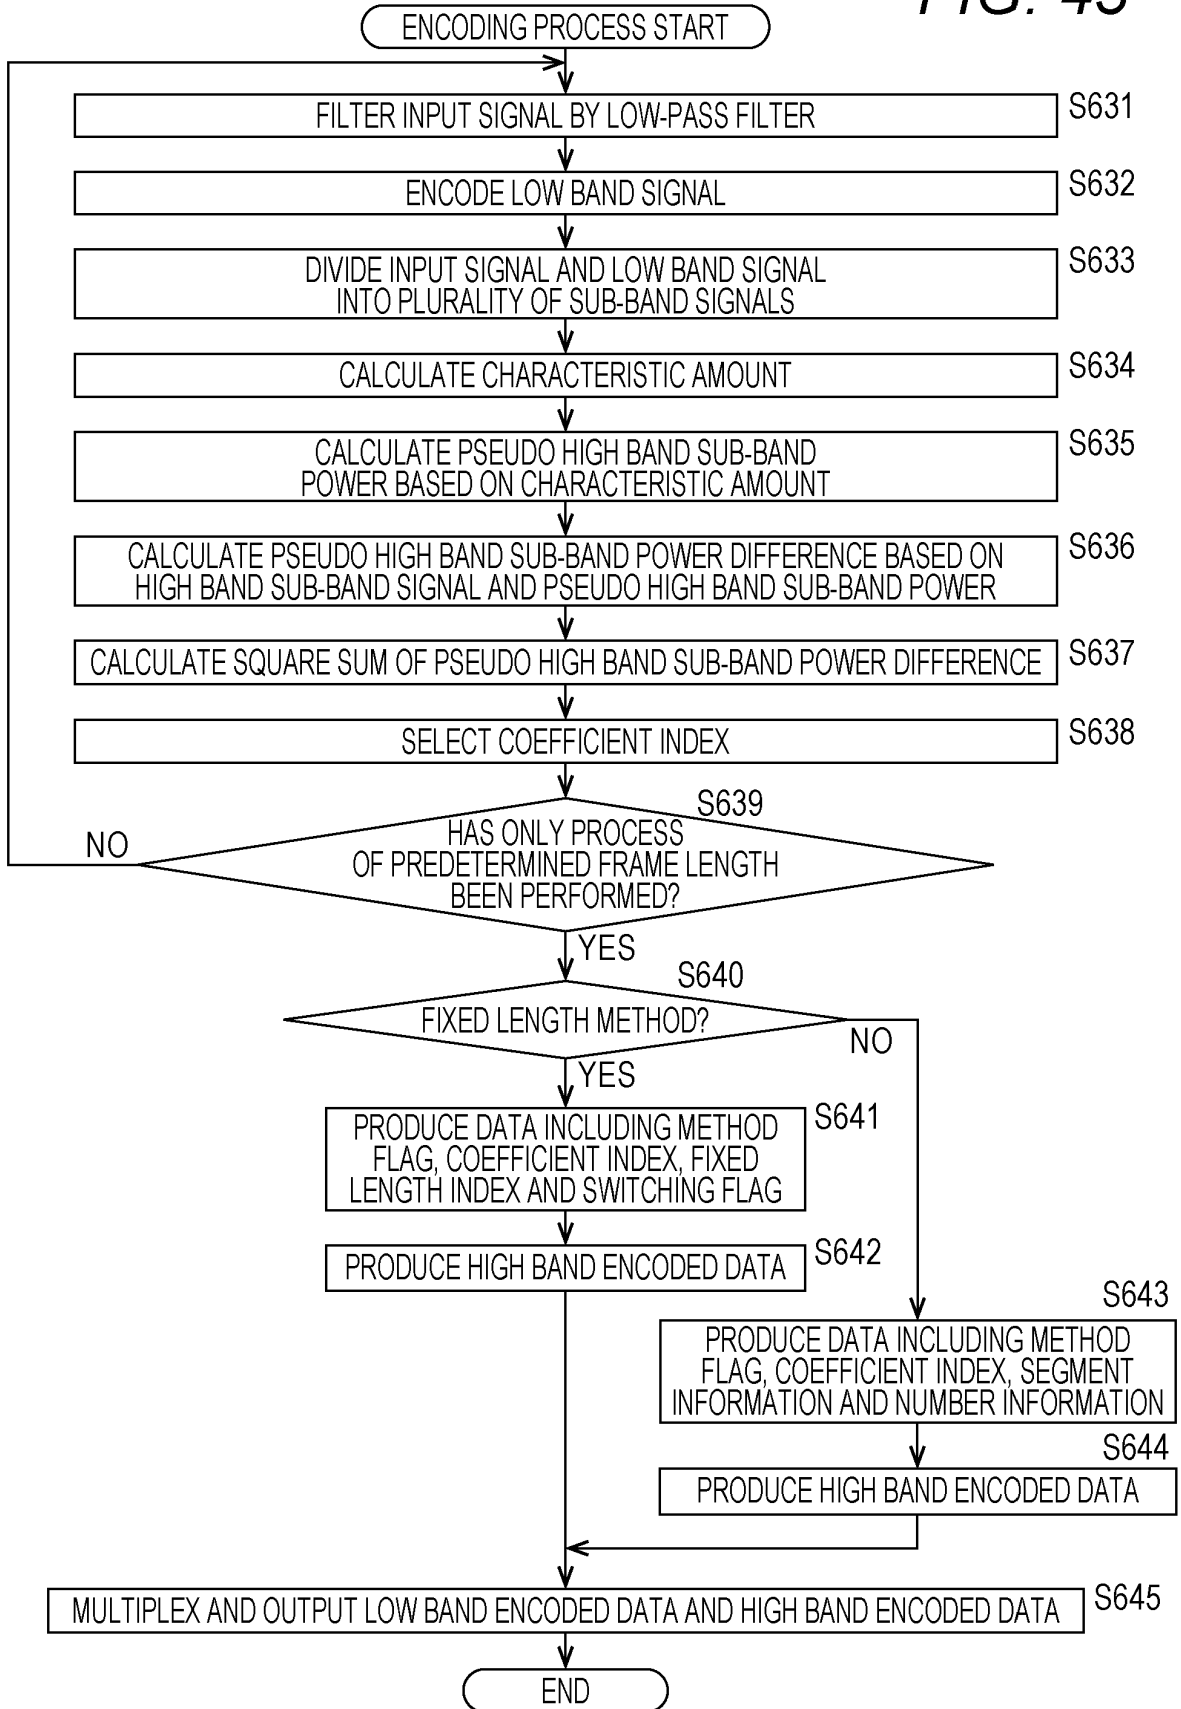 FIG. 45
ENCODING PROCESS START
FILTER INPUT SIGNAL BY LOW-PASS FILTER
S631
ENCODE LOW BAND SIGNAL
S632
DIVIDE INPUT SIGNAL AND LOW BAND SIGNAL
INTO PLURALITY OF SUB-BAND SIGNALS
S633
CALCULATE CHARACTERISTIC AMOUNT
S634
CALCULATE PSEUDO HIGH BAND SUB-BAND
POWER BASED ON CHARACTERISTIC AMOUNT
S635
CALCULATE PSEUDO HIGH BAND SUB-BAND POWER DIFFERENCE BASED ON
HIGH BAND SUB-BAND SIGNAL AND PSEUDO HIGH BAND SUB-BAND POWER
S636
CALCULATE SQUARE SUM OF PSEUDO HIGH BAND SUB-BAND POWER DIFFERENCE
S637
SELECT COEFFICIENT INDEX
S638
S639
HAS ONLY PROCESS
OF PREDETERMINED FRAME LENGTH
BEEN PERFORMED?
NO
YES
S640
FIXED LENGTH METHOD?
NO
YES
PRODUCE DATA INCLUDING METHOD
FLAG, COEFFICIENT INDEX, FIXED
LENGTH INDEX AND SWITCHING FLAG
S641
PRODUCE HIGH BAND ENCODED DATA
S642
S643
PRODUCE DATA INCLUDING METHOD
FLAG, COEFFICIENT INDEX, SEGMENT
INFORMATION AND NUMBER INFORMATION
S644
PRODUCE HIGH BAND ENCODED DATA
MULTIPLEX AND OUTPUT LOW BAND ENCODED DATA AND HIGH BAND ENCODED DATA
S645
END